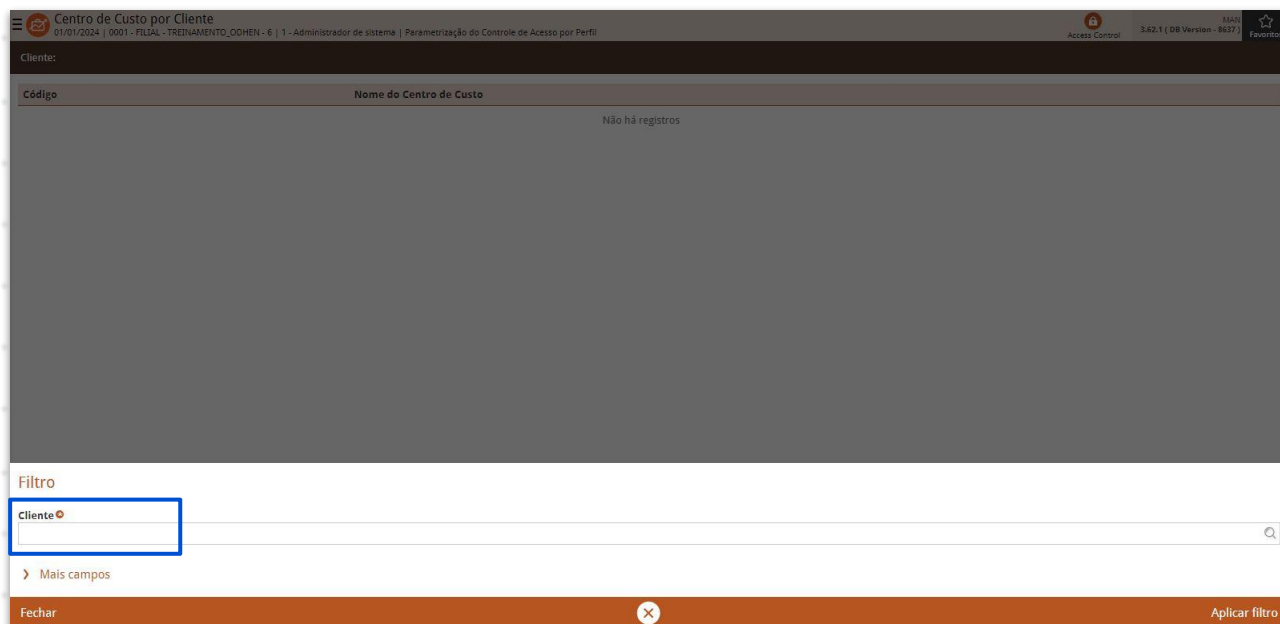 Centro de Custo por Cliente
01/01/2024 | 0001 - FILIAL - TREINAMENTO_ODHEN - 6 | 1 - Administrador de sistema | Parametrização do Controle de Acesso por Perfil
Access Control
MAN
3.62.1 ( DB Version - 8637 )
Favoritos
Cliente:
Código Nome do Centro de Custo
Não há registros
Filtro
Cliente
Mais campos
Fechar
Aplicar filtro